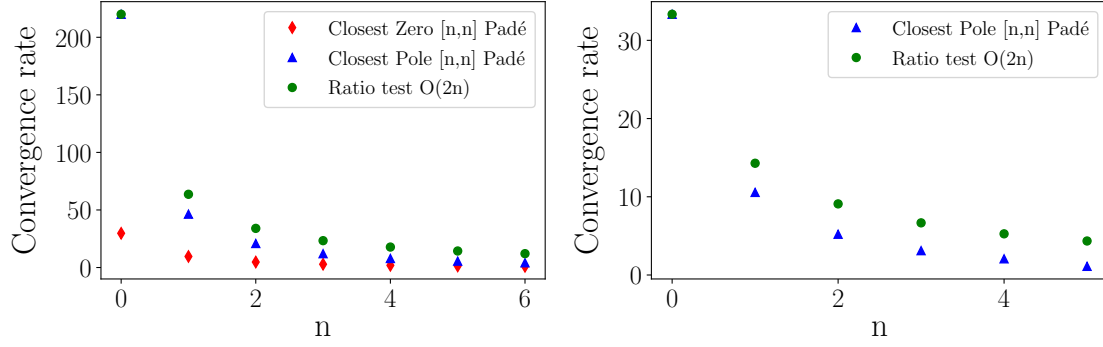 Convergence rate
200
150
100
50
0
0
2
4
6
n
Closest Zero [n,n] Padé
Closest Pole [n,n] Padé
Ratio test O(2n)
Convergence rate
30
20
10
0
0
2
4
n
Closest Pole [n,n] Padé
Ratio test O(2n)